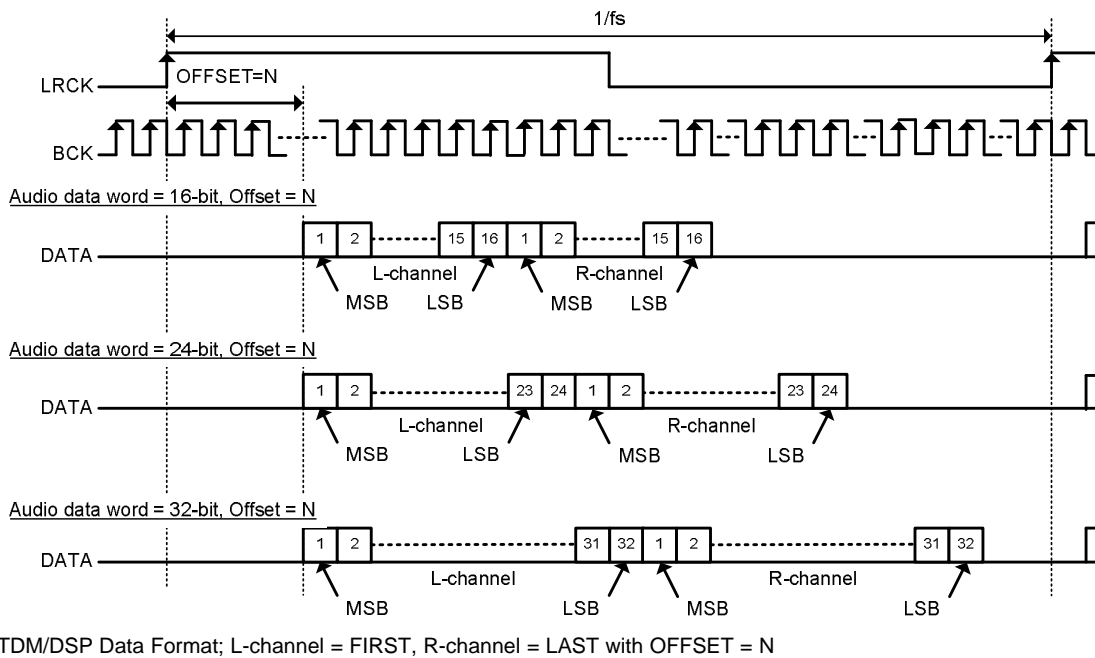 1/fs
LRCK
OFFSET=N
BCK
Audio data word = 16-bit, Offset = N
DATA
1 2 15 16 1 2 15 16
L-channel R-channel
MSB LSB MSB LSB
Audio data word = 24-bit, Offset = N
DATA
1 2 23 24 1 2 23 24
L-channel R-channel
MSB LSB MSB LSB
Audio data word = 32-bit, Offset = N
DATA
1 2 31 32 1 2 31 32
L-channel R-channel
MSB LSB MSB LSB
TDM/DSP Data Format; L-channel = FIRST, R-channel = LAST with OFFSET = N